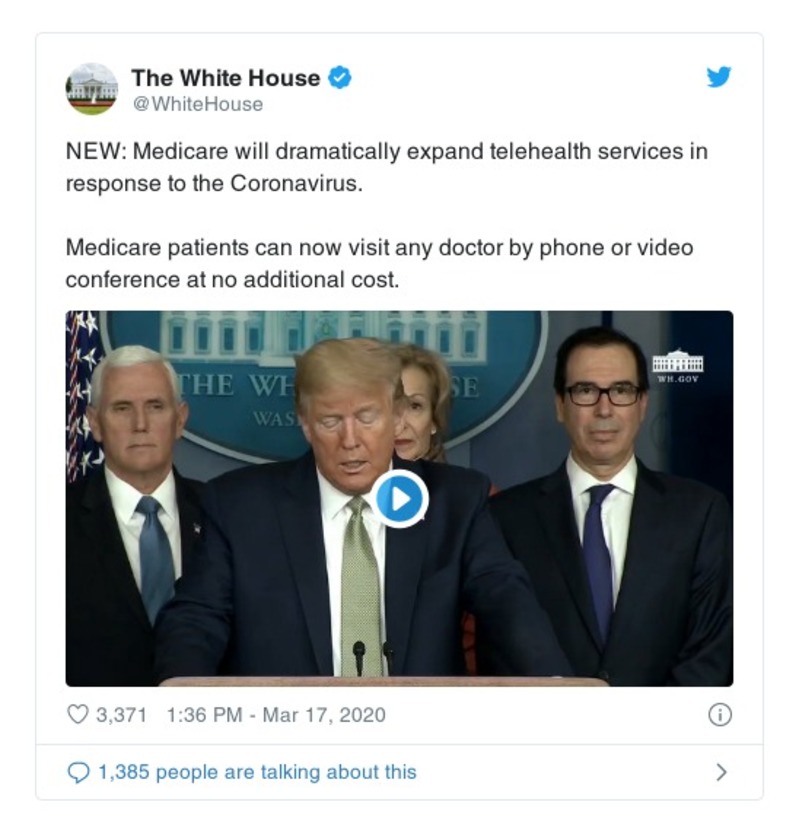 The White House
@WhiteHouse
NEW: Medicare will dramatically expand telehealth services in
response to the Coronavirus.
Medicare patients can now visit any doctor by phone or video
conference at no additional cost.
THE WH SE
WAS
WH.GOV
3,371 1:36 PM - Mar 17, 2020
1,385 people are talking about this